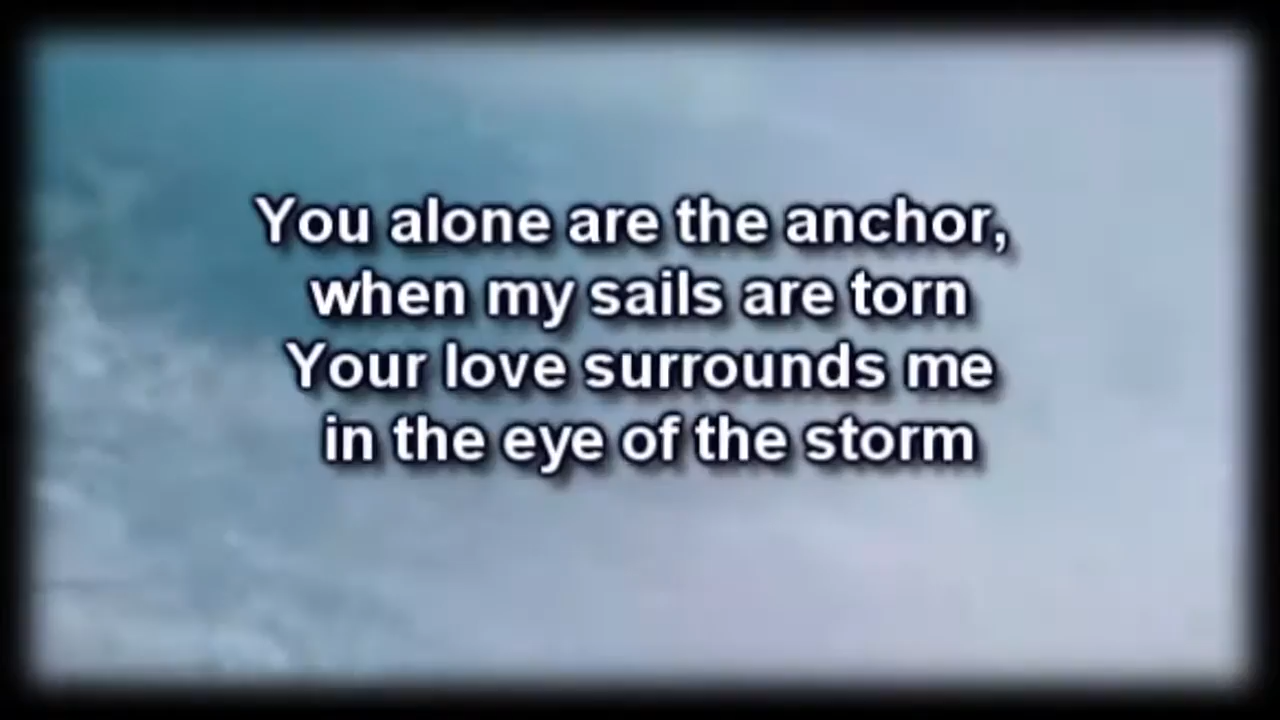 You alone are the anchor,
when my sails are torn
Your love surrounds me
in the eye of the storm